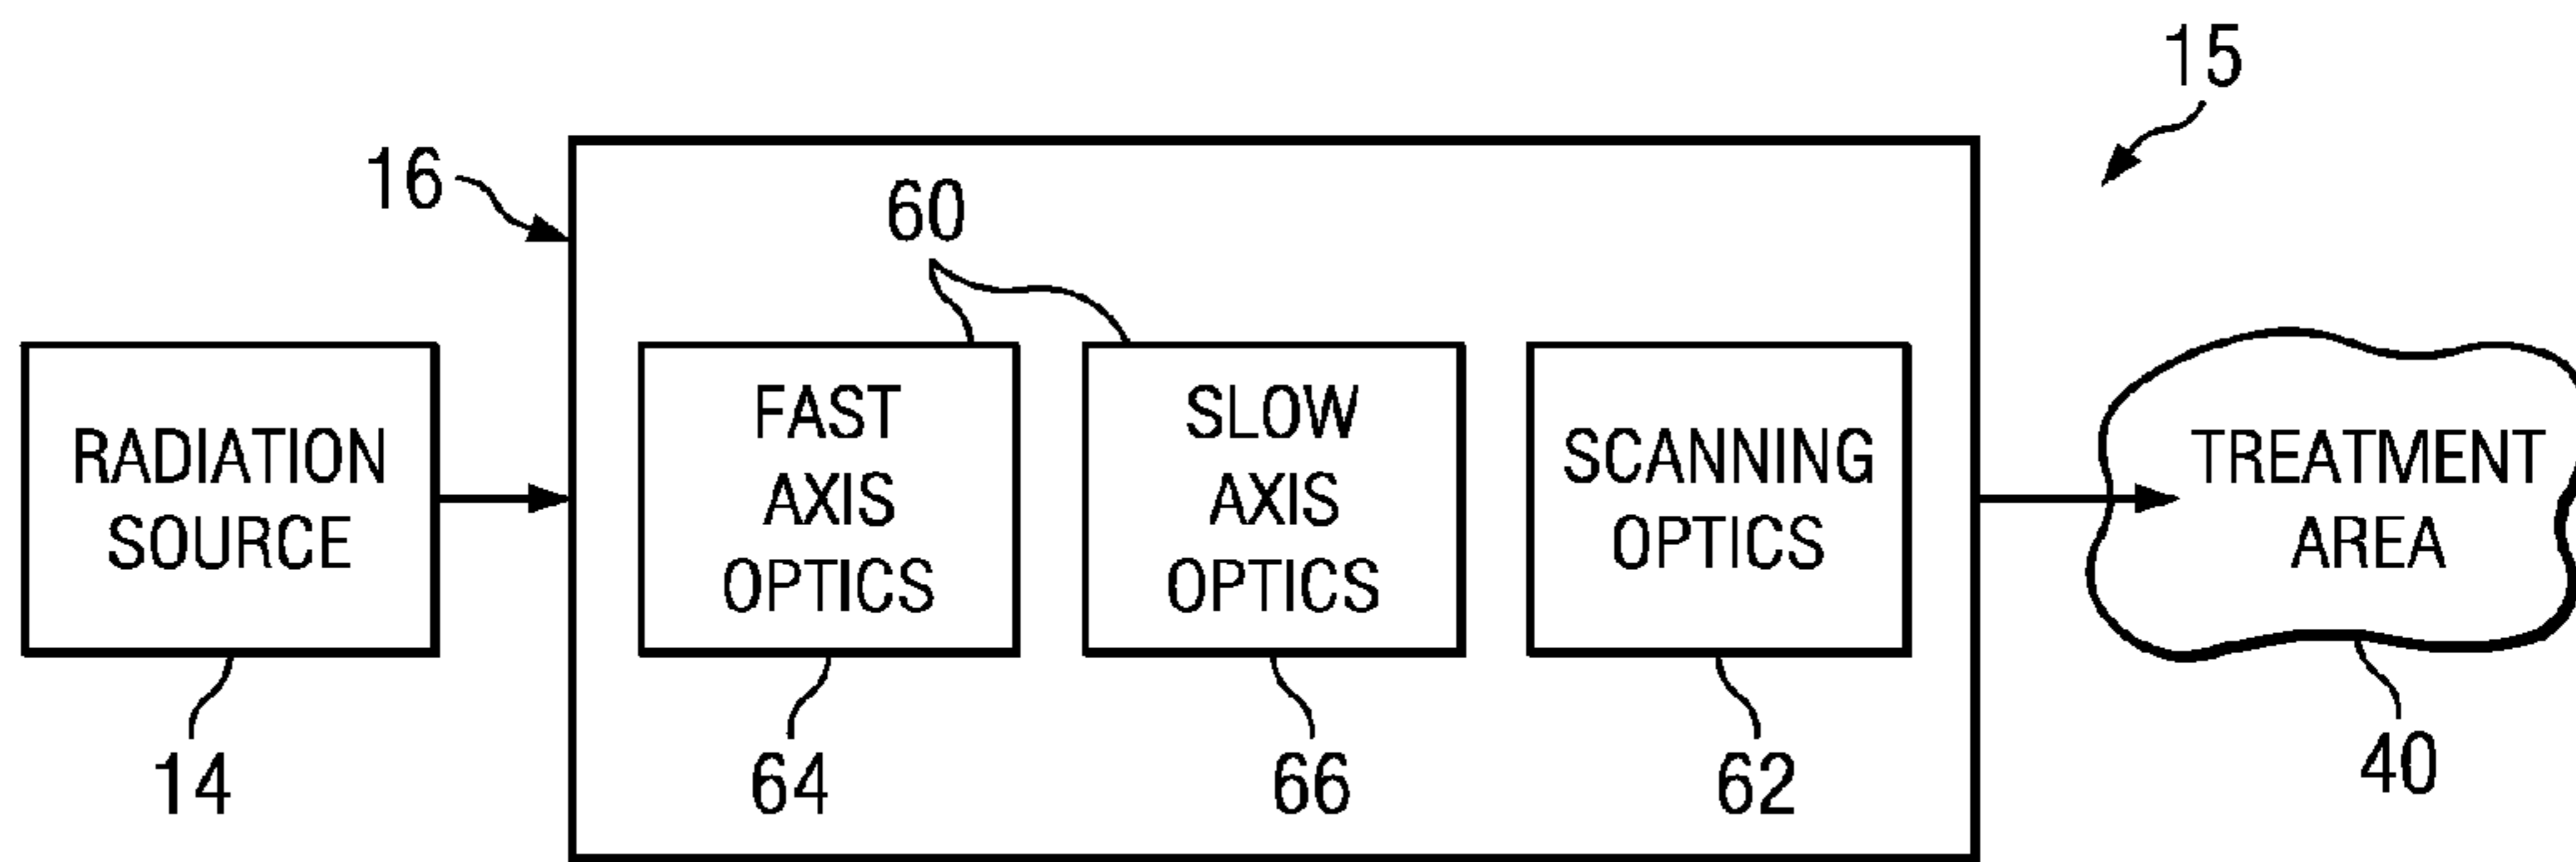 15
16
60
RADIATION
SOURCE
FAST
AXIS
OPTICS
SLOW
AXIS
OPTICS
SCANNING
OPTICS
TREATMENT
AREA
14
64
66
62
40